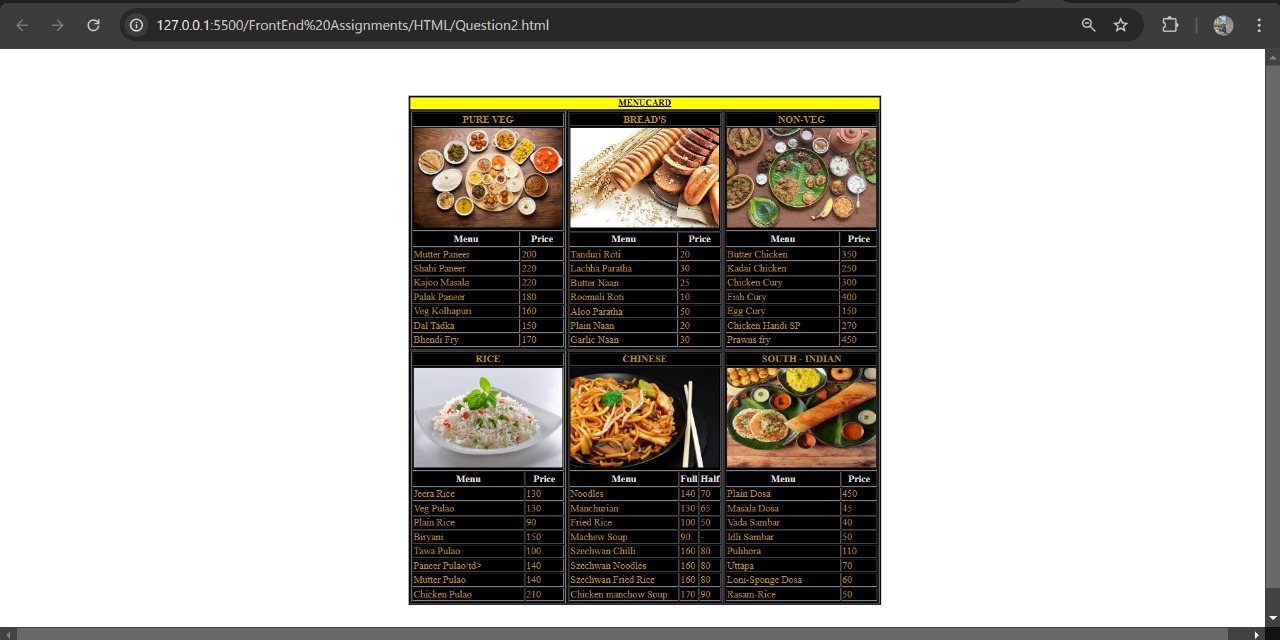 127.0.0.1:5500/FrontEnd%20Assignments/HTML/Question2.html
MENUCARD
PURE VEG
Menu Price
Mutter Paneer 200
Shahi Paneer 220
Kajoo Masala 220
Palak Paneer 180
Veg Kolhapuri 160
Dal Tadka 150
Bhendi Fry 170
BREAD'S
Menu Price
Tanduri Roti 20
Lachha Paratha 30
Butter Naan 25
Roomali Roti 10
Aloo Paratha 50
Plain Naan 20
Garlic Naan 30
NON-VEG
Menu Price
Butter Chicken 350
Kadai Chicken 250
Chicken Cury 300
Fish Cury 400
Egg Cury 150
Chicken Handi SP 270
Prawns fry 450
RICE
Menu Price
Jeera Rice 130
Veg Pulao 130
Plain Rice 90
Biryani 150
Tawa Pulao 100
Paneer Pulao/td> 140
Mutter Pulao 140
Chicken Pulao 210
CHINESE
Menu Full Half
Noodles 140 70
Manchurian 130 65
Fried Rice 100 50
Machew Soup 90 -
Szechwan Chilli 160 80
Szechwan Noodles 160 80
Szechwan Fried Rice 160 80
Chicken manchow Soup 170 90
SOUTH - INDIAN
Menu Price
Plain Dosa 450
Masala Dosa 45
Vada Sambar 40
Idli Sambar 50
Pulihora 110
Uttapa 70
Loni-Sponge Dosa 60
Rasam-Rice 50